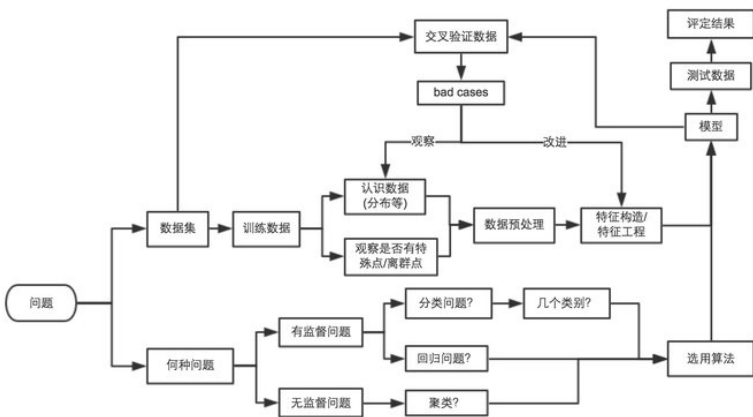 评定结果
交叉验证数据
测试数据
bad cases
模型
观察
改进
认识数据
(分布等)
数据集
训练数据
数据预处理
特征构造/
特征工程
观察是否有特
殊点/离群点
问题
分类问题?
几个类别?
有监督问题
何种问题
回归问题?
选用算法
无监督问题
聚类?